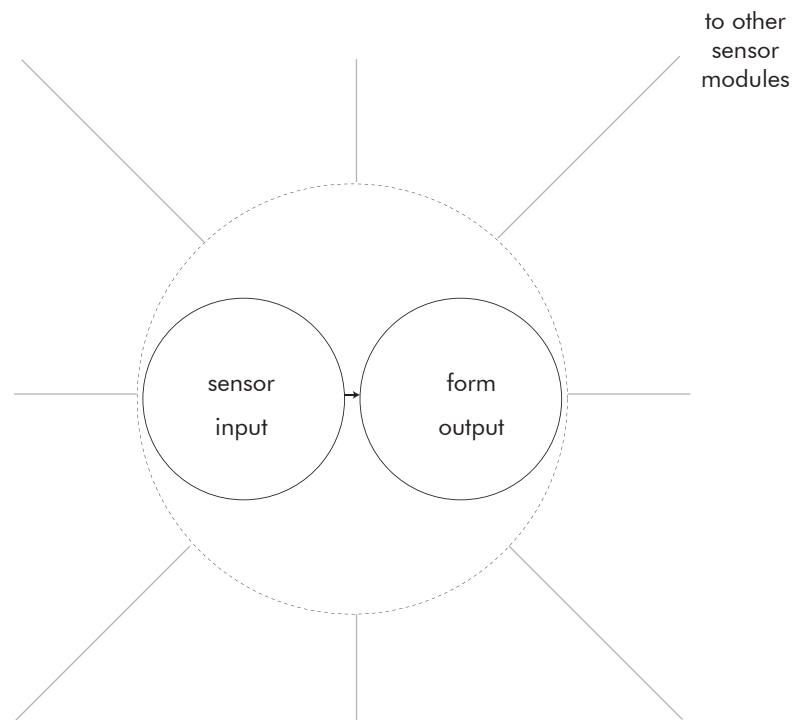 to other
sensor
modules
sensor
input
form
output